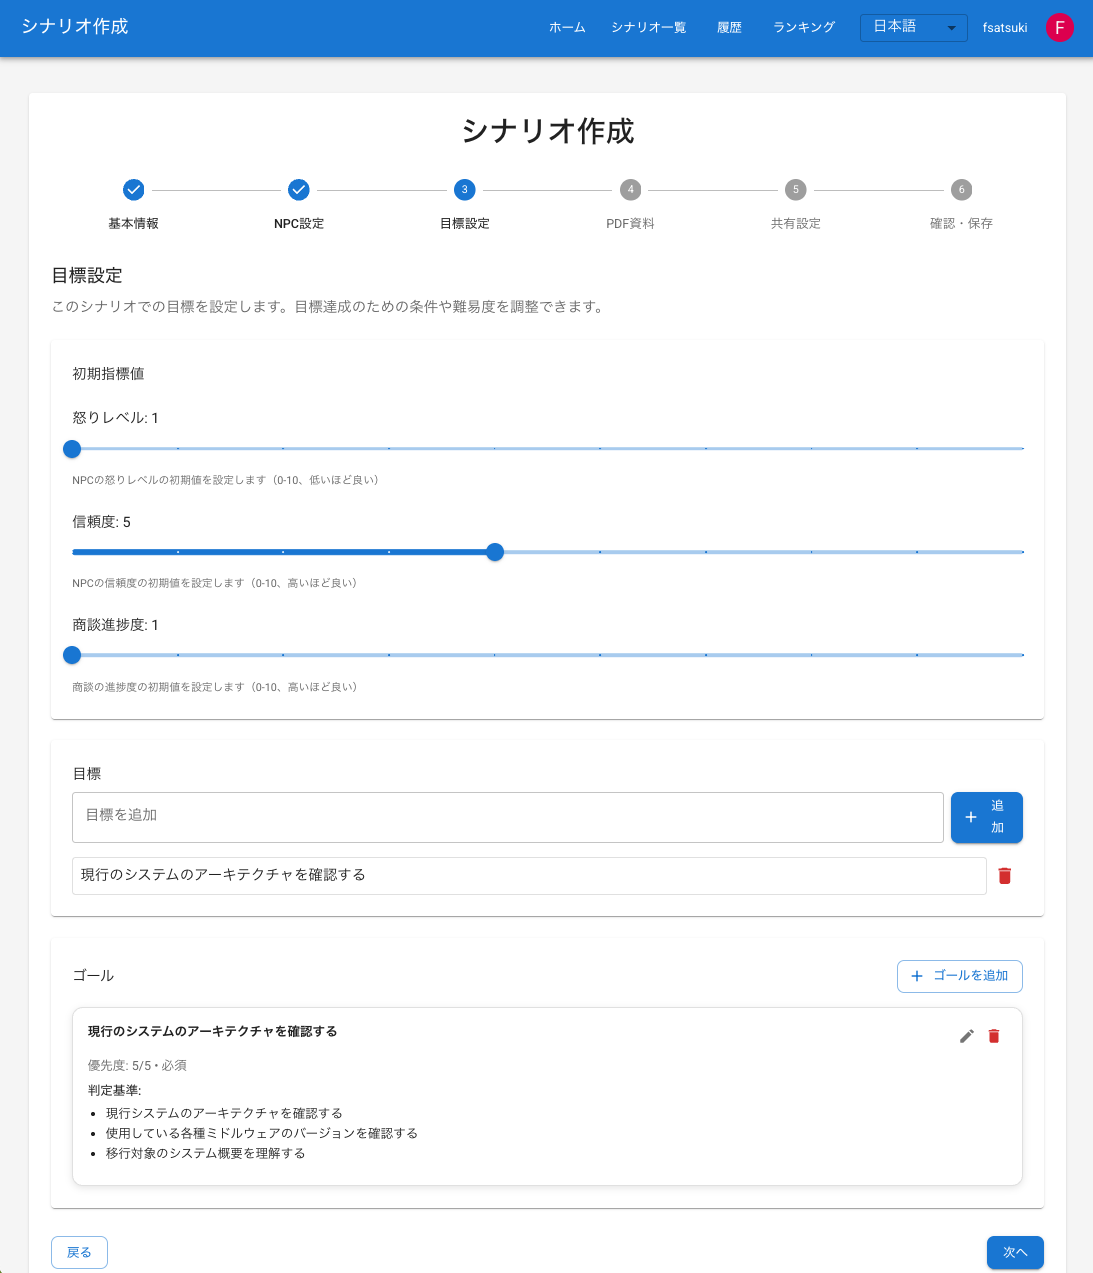 シナリオ作成
ホーム シナリオ一覧 履歴 ランキング 日本語 fsatsuki F
シナリオ作成
3 4 5 6
基本情報 NPC設定 目標設定 PDF資料 共有設定 確認・保存
目標設定
このシナリオでの目標を設定します。目標達成のための条件や難易度を調整できます。
初期指標値
怒りレベル: 1
NPCの怒りレベルの初期値を設定します（0-10、低いほど良い）
信頼度: 5
NPCの信頼度の初期値を設定します（0-10、高いほど良い）
商談進捗度: 1
商談の進捗度の初期値を設定します（0-10、高いほど良い）
目標
目標を追加
追
加
現行のシステムのアーキテクチャを確認する
ゴール
ゴールを追加
現行のシステムのアーキテクチャを確認する
優先度: 5/5 • 必須
判定基準:
• 現行システムのアーキテクチャを確認する
• 使用している各種ミドルウェアのバージョンを確認する
• 移行対象のシステム概要を理解する
戻る 次へ